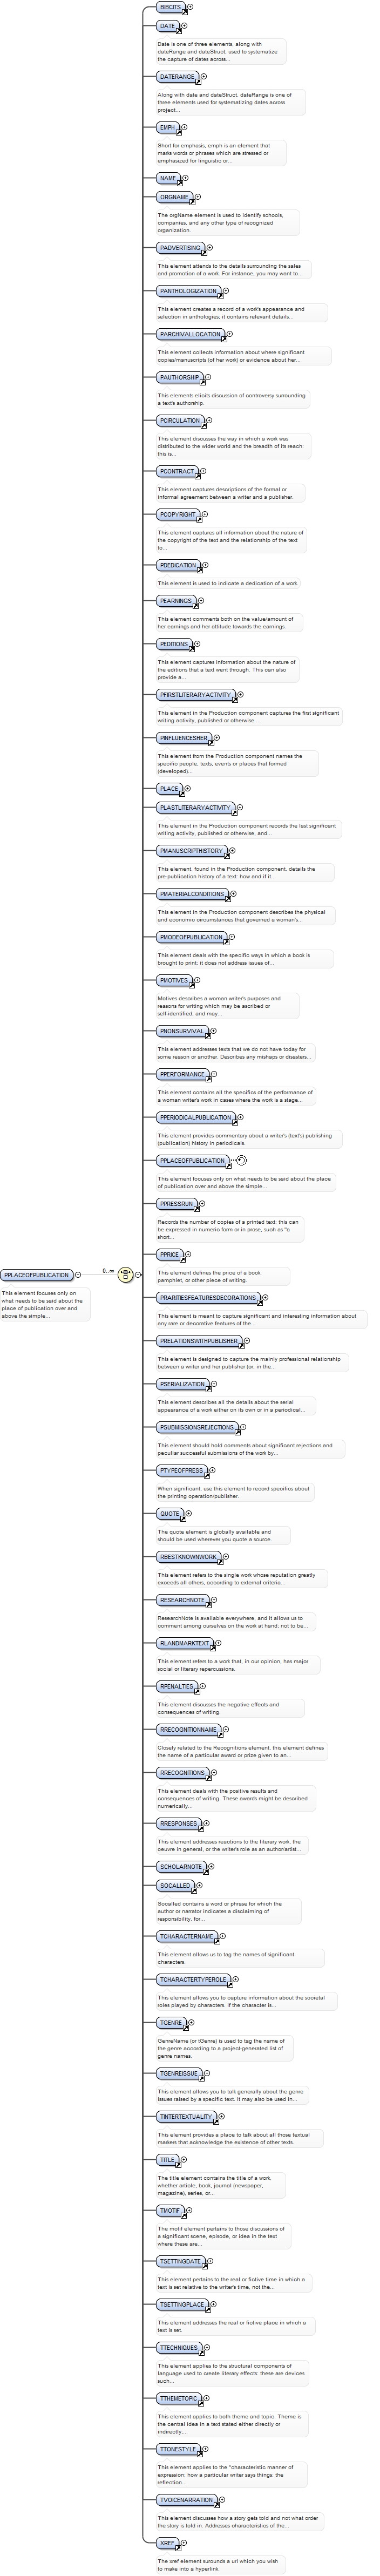 BIBCITS
DATE
Date is one of three elements, along with
dateRange and dateStruct, used to systematize
the capture of dates across...
DATERANGE
Along with date and dateStruct, dateRange is one of
three elements used for systematizing dates across
project...
EMPH
Short for emphasis, emph is an element that
marks words or phrases which are stressed or
emphasized for linguistic or...
NAME
ORGNAME
The orgName element is used to identify schools,
companies, and any other type of recognized
organization.
PADVERTISING
This element attends to the details surrounding the sales
and promotion of a work. For instance, you may want to...
PANTHOLOGIZATION
This element creates a record of a work's appearance and
selection in anthologies; it contains relevant details...
PARCHIVALLOCATION
This element collects information about where significant
copies/manuscripts (of her work) or evidence about her...
PAUTHORSHIP
This elements elicits discussion of controversy surrounding
a text's authorship.
PCIRCULATION
This element discusses the way in which a work was
distributed to the wider world and the breadth of its reach:
this is...
PCONTRACT
This element captures descriptions of the formal or
informal agreement between a writer and a publisher.
PCOPYRIGHT
This element captures all information about the nature of
the copyright of the text and the relationship of the text
to...
PDEDICATION
This element is used to indicate a dedication of a work.
PEARNINGS
This element comments both on the value/amount of
her earnings and her attitude towards the earnings.
PEDITIONS
This element captures information about the nature of
the editions that a text went through. This can also
provide a...
PFIRSTLITERARYACTIVITY
This element in the Production component captures the first significant
writing activity, published or otherwise....
PINFLUENCESHER
This element from the Production component names the
specific people, texts, events or places that formed
(developed)...
PLACE
PLASTLITERARYACTIVITY
This element in the Production component records the last significant
writing activity, published or otherwise, and...
PMANUSCRIPTHISTORY
This element, found in the Production component, details the
pre-publication history of a text: how and if it...
PMATERIALCONDITIONS
This element in the Production component describes the physical
and economic circumstances that governed a woman's...
PMODEOFPUBLICATION
This element deals with the specific ways in which a book is
brought to print; it does not address issues of...
PMOTIVES
Motives describes a woman writer's purposes and
reasons for writing which may be ascribed or
self-identified, and may...
PNONSURVIVAL
This element addresses texts that we do not have today for
some reason or another. Describes any mishaps or disasters...
PPERFORMANCE
This element contains all the specifics of the performance of
a woman writer's work in cases where the work is a stage...
PPERIODICALPUBLICATION
This element provides commentary about a writer's (text's) publishing
(publication) history in periodicals.
PPLACEOFPUBLICATION
This element focuses only on what needs to be said about the place
of publication over and above the simple...
PPRESSRUN
Records the number of copies of a printed text; this can
be expressed in numeric form or in prose, such as "a
short...
PPRICE
This element defines the price of a book,
pamphlet, or other piece of writing.
PPLACEOFPUBLICATION
0..∞
This element focuses only on
what needs to be said about the
place of publication over and
above the simple...
PRARITIESFEATURESDECORATIONS
This element is meant to capture significant and interesting information about
any rare or decorative features of the...
PRELATIONSWITHPUBLISHER
This element is designed to capture the mainly professional relationship
between a writer and her publisher (or, in the...
PSERIALIZATION
This element describes all the details about the serial
appearance of a work either on its own or in a periodical...
PSUBMISSIONSREJECTIONS
This element should hold comments about significant rejections and
peculiar successful submissions of the work by...
PTYPEOFPRESS
When significant, use this element to record specifics about
the printing operation/publisher.
QUOTE
The quote element is globally available and
should be used wherever you quote a source.
RBESTKNOWNWORK
This element refers to the single work whose reputation greatly
exceeds all others, according to external criteria...
RESEARCHNOTE
ResearchNote is available everywhere, and it allows us to
comment among ourselves on the work at hand; not to be...
RLANDMARKTEXT
This element refers to a work that, in our opinion, has major
social or literary repercussions.
RPENALTIES
This element discusses the negative effects and
consequences of writing.
RRECOGNITIONNAME
Closely related to the Recognitions element, this element defines
the name of a particular award or prize given to an...
RRECOGNITIONS
This element deals with the positive results and
consequences of writing. These awards might be described
numerically...
RRESPONSES
This element addresses reactions to the literary work, the
oeuvre in general, or the writer's role as an author/artist...
SCHOLARNOTE
SOCALLED
Socalled contains a word or phrase for which the
author or narrator indicates a disclaiming of
responsibility, for...
TCHARACTERNAME
This element allows us to tag the names of significant
characters.
TCHARACTERTYPEROLE
This element allows you to capture information about the societal
roles played by characters. If the character is...
TGENRE
GenreName (or tGenre) is used to tag the name of
the genre according to a project-generated list of
genre names.
TGENREISSUE
This element allows you to talk generally about the genre
issues raised by a specific text. It may also be used in...
TINTERTEXTUALITY
This element provides a place to talk about all those textual
markers that acknowledge the existence of other texts.
TITLE
The title element contains the title of a work,
whether article, book, journal (newspaper,
magazine), series, or...
TMOTIF
The motif element pertains to those discussions of
a significant scene, episode, or idea in the text
where these are...
TSETTINGDATE
This element pertains to the real or fictive time in which a
text is set relative to the writer's time, not the...
TSETTINGPLACE
This element addresses the real or fictive place in which a
text is set.
TTECHNIQUES
This element applies to the structural components of
language used to create literary effects: these are devices
such...
TTHEMETOPIC
This element applies to both theme and topic. Theme is
the central idea in a text stated either directly or
indirectly;...
TTONESTYLE
This element applies to the "characteristic manner of
expression; how a particular writer says things; the
reflection...
TVOICENARRATION
This element discusses how a story gets told and not what order
the story is told in. Addresses characteristics of the...
XREF
The xref element surounds a url which you wish
to make into a hyperlink.